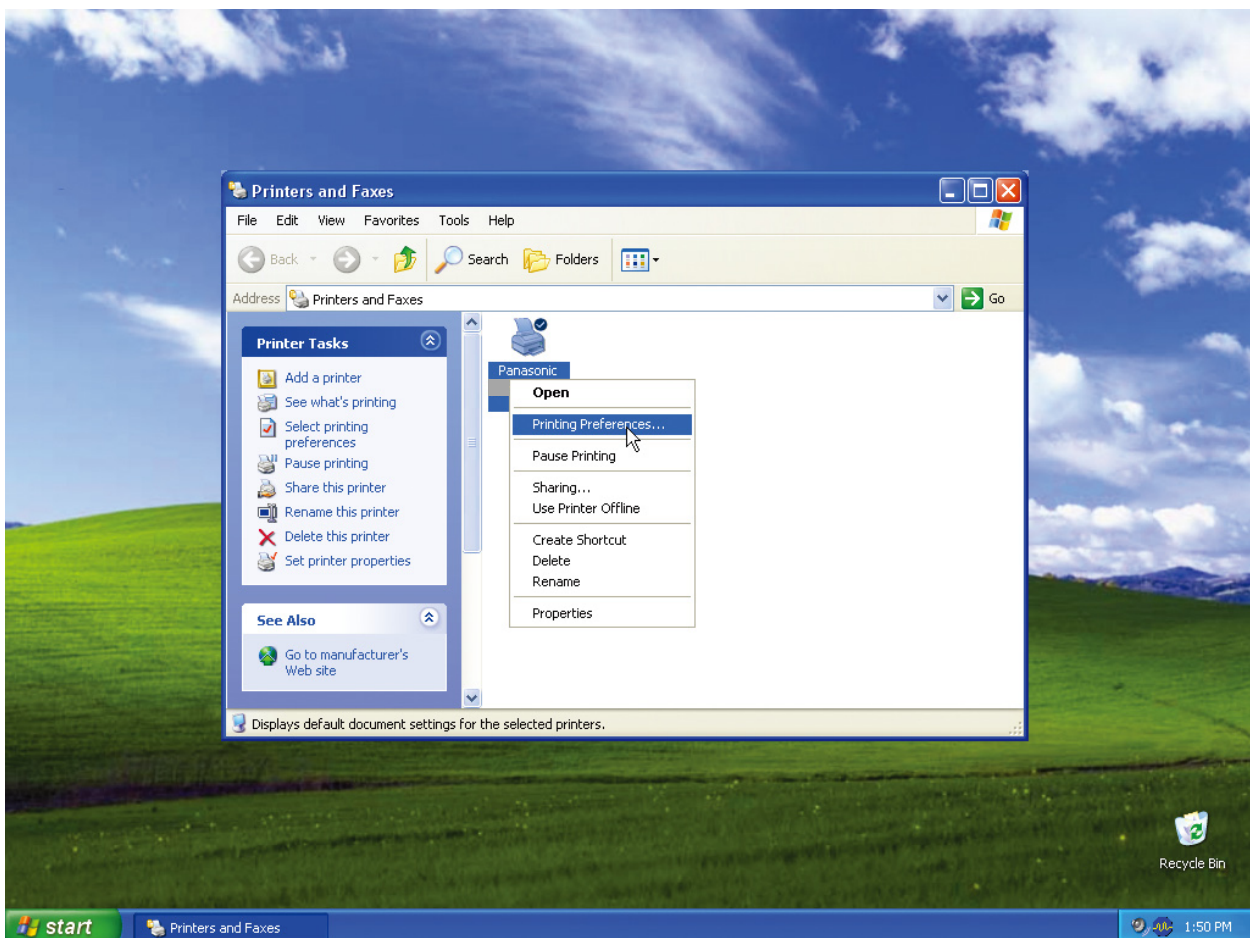 Printers and Faxes
File Edit View Favorites Tools Help
Back Search Folders
Address Printers and Faxes Go
Printer Tasks
Add a printer
See what's printing
Select printing
preferences
Pause printing
Share this printer
Rename this printer
Delete this printer
Set printer properties
See Also
Go to manufacturer's
Web site
Panasonic
Open
Printing Preferences...
Pause Printing
Sharing...
Use Printer Offline
Create Shortcut
Delete
Rename
Properties
Displays default document settings for the selected printers.
Recycle Bin
start Printers and Faxes 1:50 PM